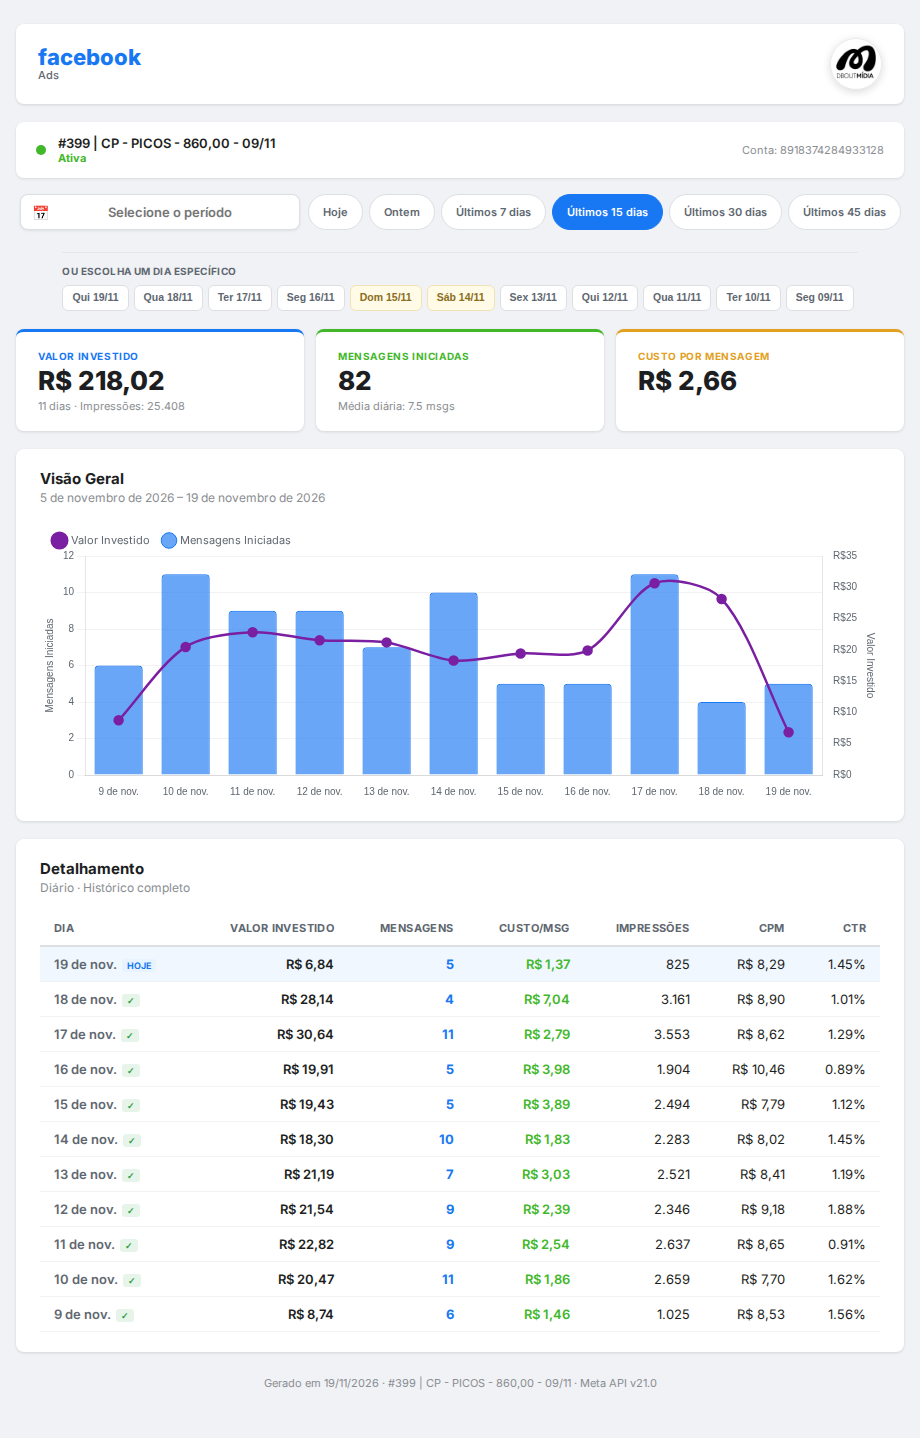 facebook
Ads
DBOUTMÍDIA
#399 | CP - PICOS - 860,00 - 09/11
Ativa
Conta: 8918374284933128
📅 Selecione o período
Hoje
Ontem
Últimos 7 dias
Últimos 15 dias
Últimos 30 dias
Últimos 45 dias
OU ESCOLHA UM DIA ESPECÍFICO
Qui 19/11
Qua 18/11
Ter 17/11
Seg 16/11
Dom 15/11
Sáb 14/11
Sex 13/11
Qui 12/11
Qua 11/11
Ter 10/11
Seg 09/11
VALOR INVESTIDO
R$ 218,02
11 dias · Impressões: 25.408
MENSAGENS INICIADAS
82
Média diária: 7.5 msgs
CUSTO POR MENSAGEM
R$ 2,66
Visão Geral
5 de novembro de 2026 – 19 de novembro de 2026
Valor Investido
Mensagens Iniciadas
Mensagens Iniciadas
12
10
8
6
4
2
0
R$35
R$30
R$25
R$20
R$15
R$10
R$5
R$0
Valor Investido
9 de nov. 10 de nov. 11 de nov. 12 de nov. 13 de nov. 14 de nov. 15 de nov. 16 de nov. 17 de nov. 18 de nov. 19 de nov.
Detalhamento
Diário · Histórico completo
DIA VALOR INVESTIDO MENSAGENS CUSTO/MSG IMPRESSÕES CPM CTR
19 de nov. HOJE R$ 6,84 5 R$ 1,37 825 R$ 8,29 1.45%
18 de nov. ✓ R$ 28,14 4 R$ 7,04 3.161 R$ 8,90 1.01%
17 de nov. ✓ R$ 30,64 11 R$ 2,79 3.553 R$ 8,62 1.29%
16 de nov. ✓ R$ 19,91 5 R$ 3,98 1.904 R$ 10,46 0.89%
15 de nov. ✓ R$ 19,43 5 R$ 3,89 2.494 R$ 7,79 1.12%
14 de nov. ✓ R$ 18,30 10 R$ 1,83 2.283 R$ 8,02 1.45%
13 de nov. ✓ R$ 21,19 7 R$ 3,03 2.521 R$ 8,41 1.19%
12 de nov. ✓ R$ 21,54 9 R$ 2,39 2.346 R$ 9,18 1.88%
11 de nov. ✓ R$ 22,82 9 R$ 2,54 2.637 R$ 8,65 0.91%
10 de nov. ✓ R$ 20,47 11 R$ 1,86 2.659 R$ 7,70 1.62%
9 de nov. ✓ R$ 8,74 6 R$ 1,46 1.025 R$ 8,53 1.56%
Gerado em 19/11/2026 · #399 | CP - PICOS - 860,00 - 09/11 · Meta API v21.0